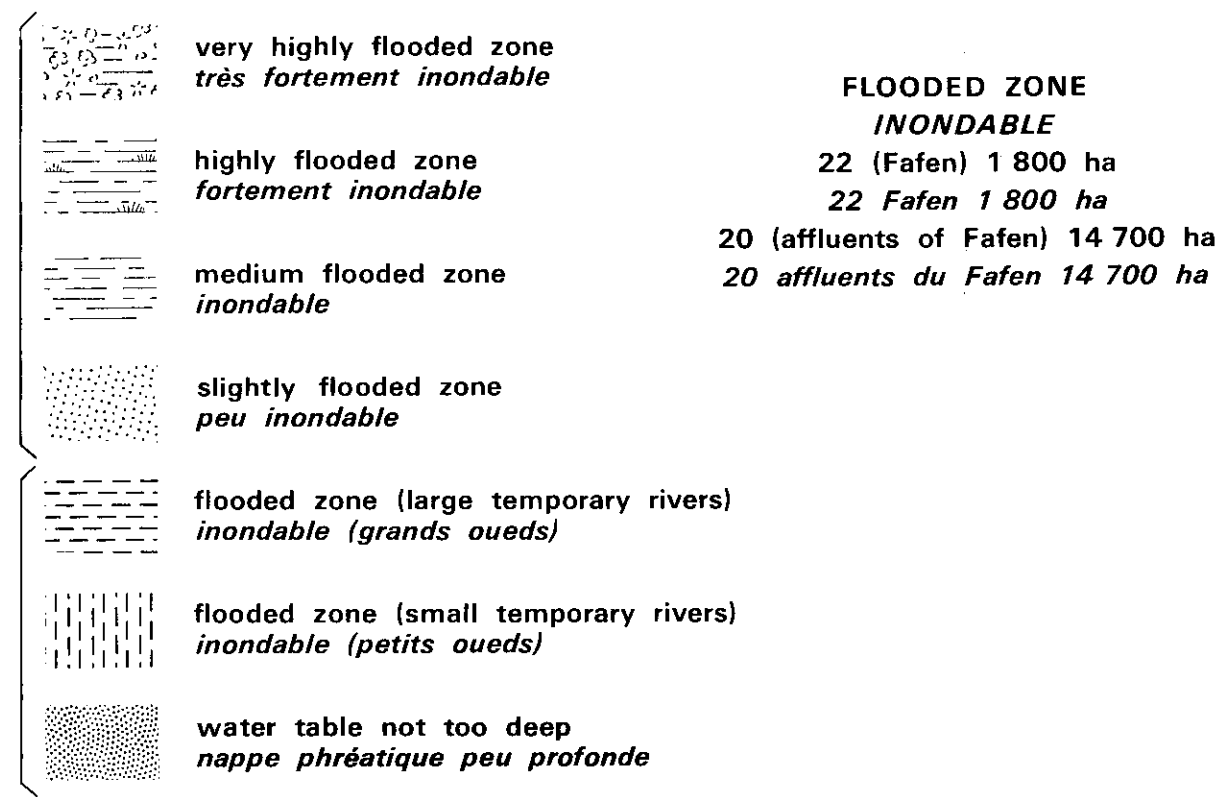 very highly flooded zone
très fortement inondable
highly flooded zone
fortement inondable
medium flooded zone
inondable
slightly flooded zone
peu inondable
flooded zone (large temporary rivers)
inondable (grands oueds)
flooded zone (small temporary rivers)
inondable (petits oueds)
water table not too deep
nappe phréatique peu profonde
FLOODED ZONE
INONDABLE
22 (Fafen) 1 800 ha
22 Fafen 1 800 ha
20 (affluents of Fafen) 14 700 ha
20 affluents du Fafen 14 700 ha